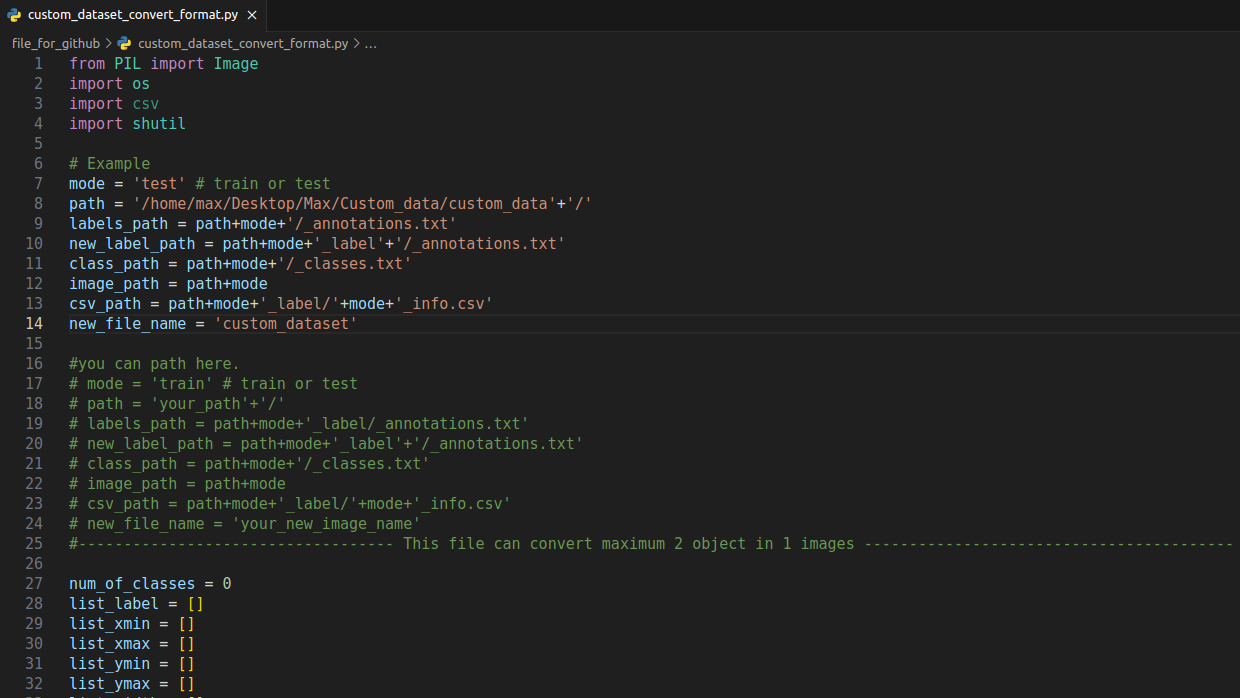 custom_dataset_convert_format.py ×
file_for_github > custom_dataset_convert_format.py > ...
1 from PIL import Image
2 import os
3 import csv
4 import shutil
5
6 # Example
7 mode = 'test' # train or test
8 path = '/home/max/Desktop/Max/Custom_data/custom_data'+'/'
9 labels_path = path+mode+'/_annotations.txt'
10 new_label_path = path+mode+'_label'+'/_annotations.txt'
11 class_path = path+mode+'/_classes.txt'
12 image_path = path+mode
13 csv_path = path+mode+'_label/'+mode+'_info.csv'
14 new_file_name = 'custom_dataset'
15
16 #you can path here.
17 # mode = 'train' # train or test
18 # path = 'your_path'+'/'
19 # labels_path = path+mode+'_label/_annotations.txt'
20 # new_label_path = path+mode+'_label'+'/_annotations.txt'
21 # class_path = path+mode+'/_classes.txt'
22 # image_path = path+mode
23 # csv_path = path+mode+'_label/'+mode+'_info.csv'
24 # new_file_name = 'your_new_image_name'
25 #----------------------------------- This file can convert maximum 2 object in 1 images -----------------------------------------
26
27 num_of_classes = 0
28 list_label = []
29 list_xmin = []
30 list_xmax = []
31 list_ymin = []
32 list_ymax = []